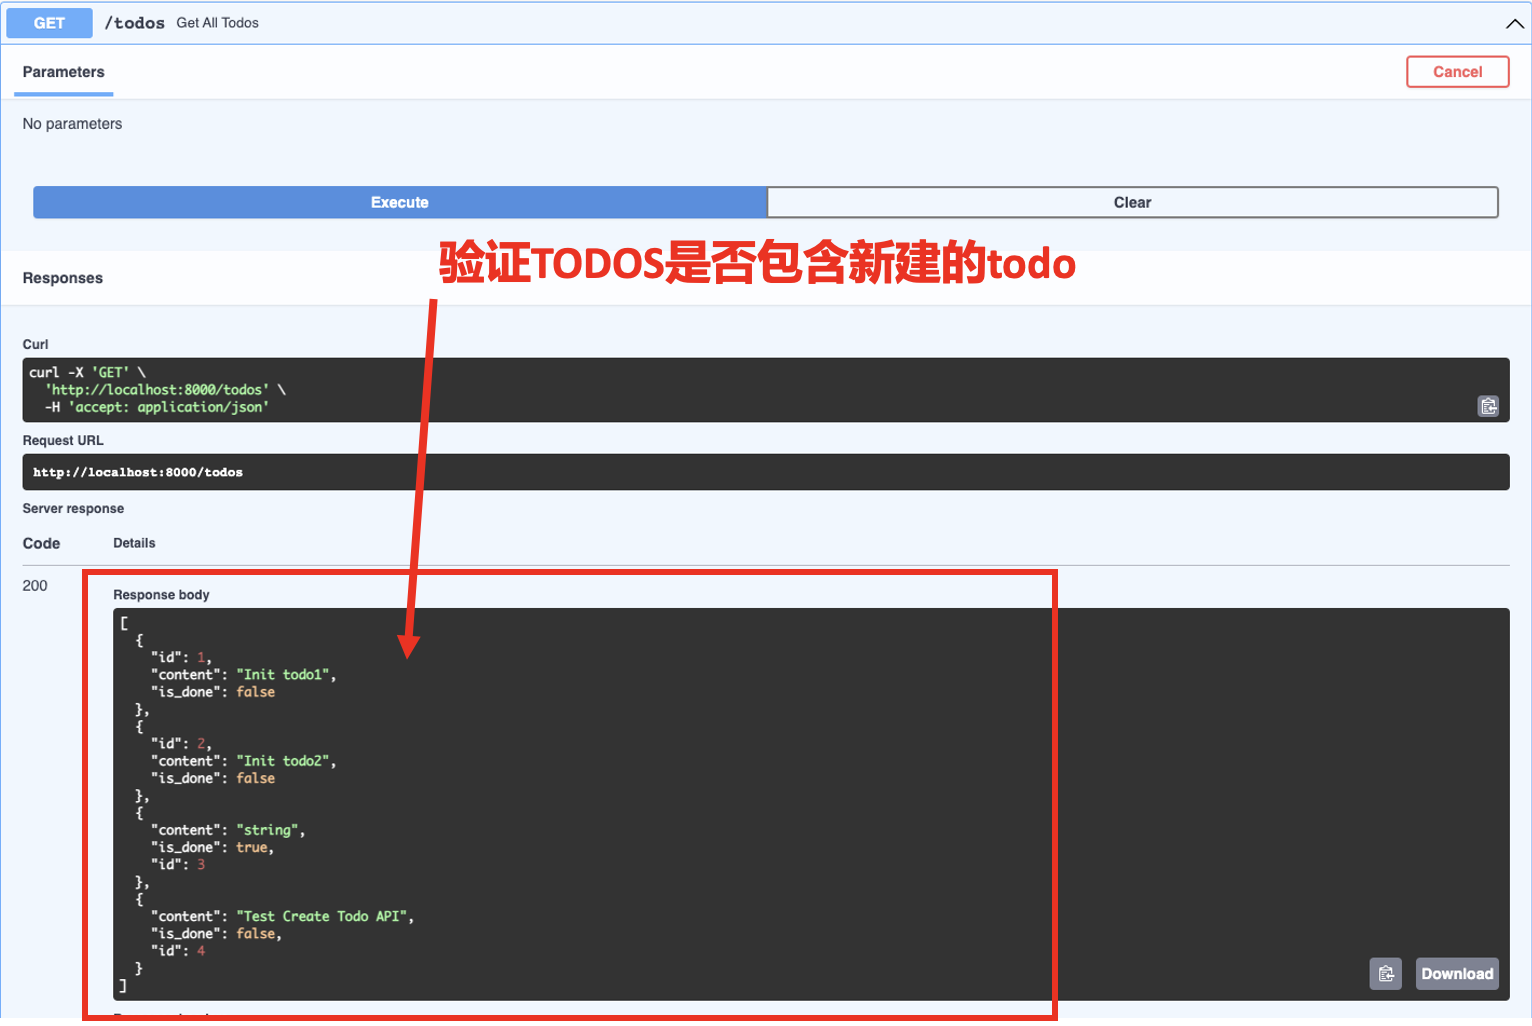 GET /todos Get All Todos
Parameters Cancel
No parameters
Execute Clear
验证TODOS是否包含新建的todo
Responses
Curl
curl -X 'GET' \
'http://localhost:8000/todos' \
-H 'accept: application/json'
Request URL
http://localhost:8000/todos
Server response
Code Details
200
Response body
[
{
"id": 1,
"content": "Init todo1",
"is_done": false
},
{
"id": 2,
"content": "Init todo2",
"is_done": false
},
{
"content": "string",
"is_done": true,
"id": 3
},
{
"content": "Test Create Todo API",
"is_done": false,
"id": 4
}
]
Download